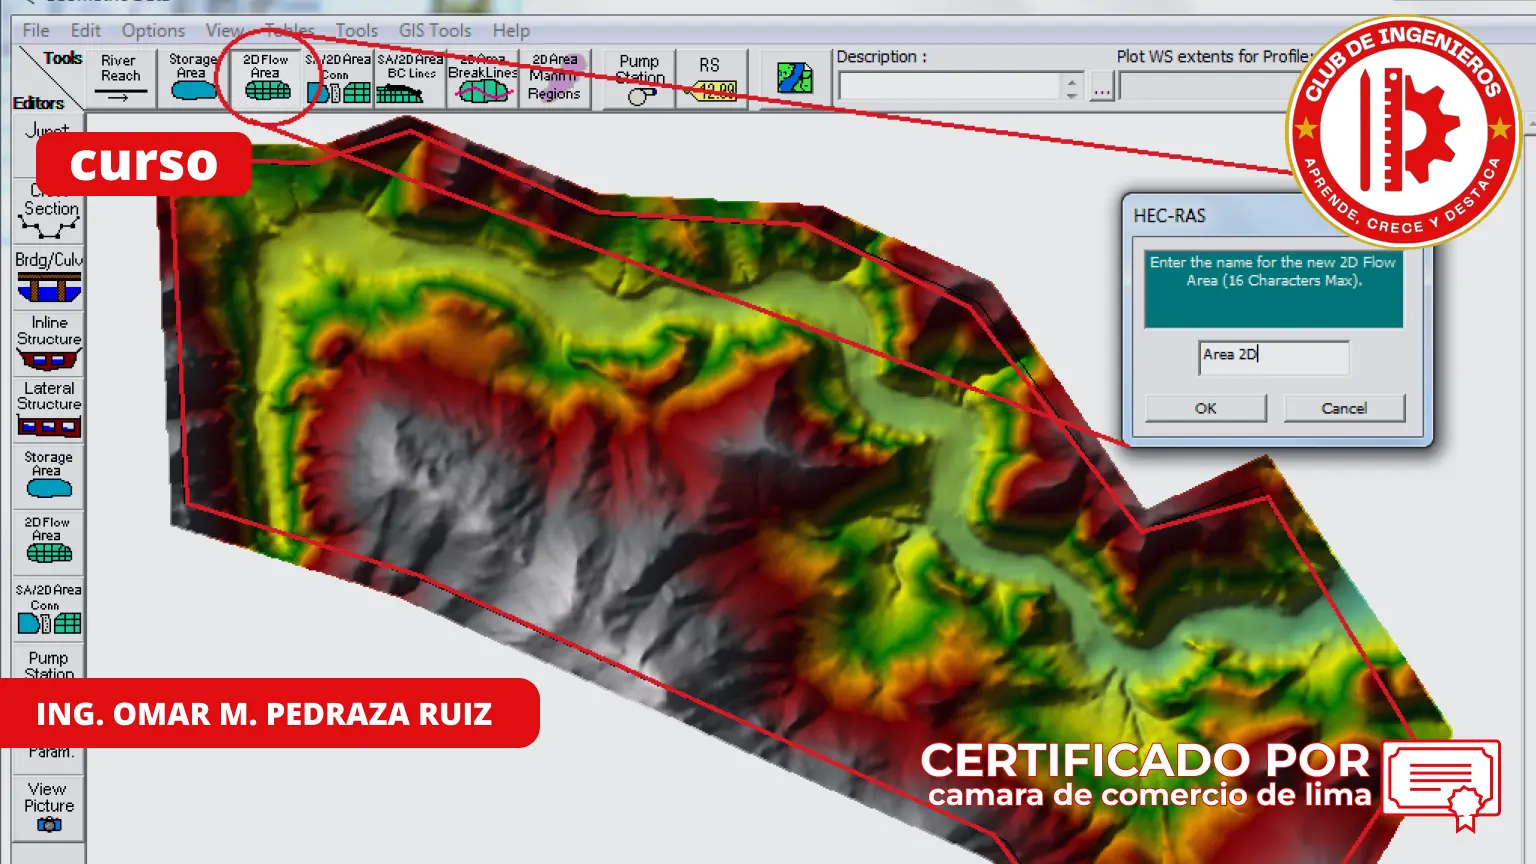 File Edit Options View Tables Tools GIS Tools Help
Tools
Editors
River
Reach
Storage
Area
2D Flow
Area
SA/2D Area
Conn
SA/2D Area
BC Lines
2D Area
BreakLines
2D Area
Mann n
Regions
Pump
Station
RS
12.99
Description :
...
Plot WS extents for Profile:
CLUB DE INGENIEROS
APRENDE, CRECE Y DESTACA
curso
Section
Brdg/Culv
Inline
Structure
Lateral
Structure
Storage
Area
2D Flow
Area
SA/2D Area
Conn
Pump
Station
Param.
View
Picture
HEC-RAS
Enter the name for the new 2D Flow
Area (16 Characters Max).
Area 2D
OK Cancel
ING. OMAR M. PEDRAZA RUIZ
CERTIFICADO POR
camara de comercio de lima